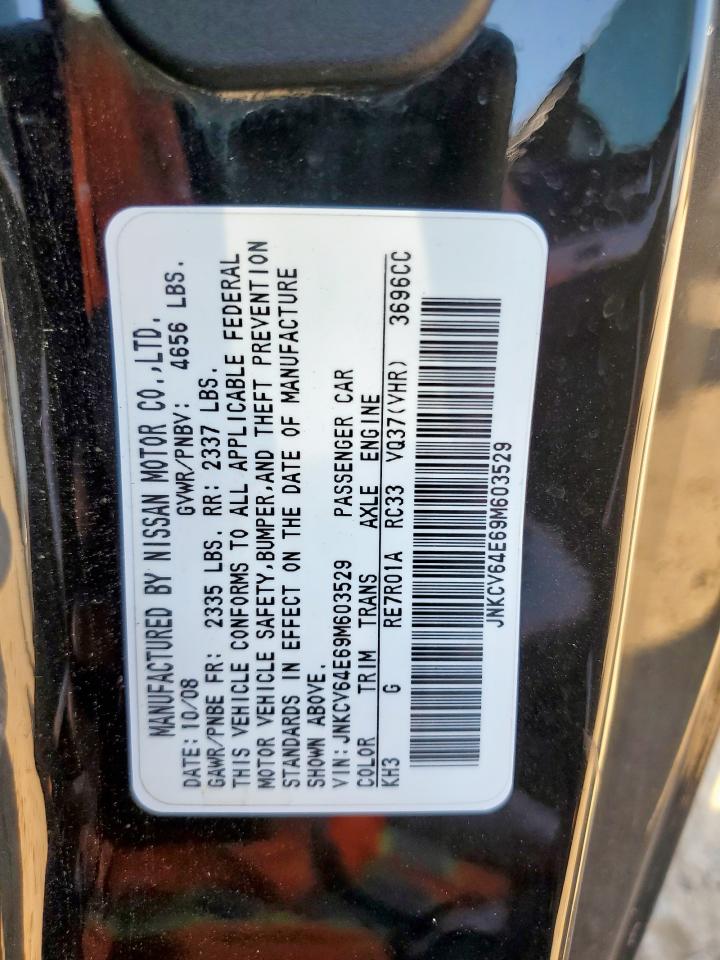 MANUFACTURED BY NISSAN MOTOR CO.,LTD.
DATE: 10/08 GVWR/PNBV: 4656 LBS.
GAWR/PNBE FR: 2335 LBS. RR: 2337 LBS.
THIS VEHICLE CONFORMS TO ALL APPLICABLE FEDERAL
MOTOR VEHICLE SAFETY,BUMPER,AND THEFT PREVENTION
STANDARDS IN EFFECT ON THE DATE OF MANUFACTURE
SHOWN ABOVE.
VIN: JNKCV64E69M603529 PASSENGER CAR
COLOR TRIM TRANS AXLE ENGINE
KH3 G RE7R01A RC33 VQ37(VHR) 3696CC
JNKCV64E69M603529